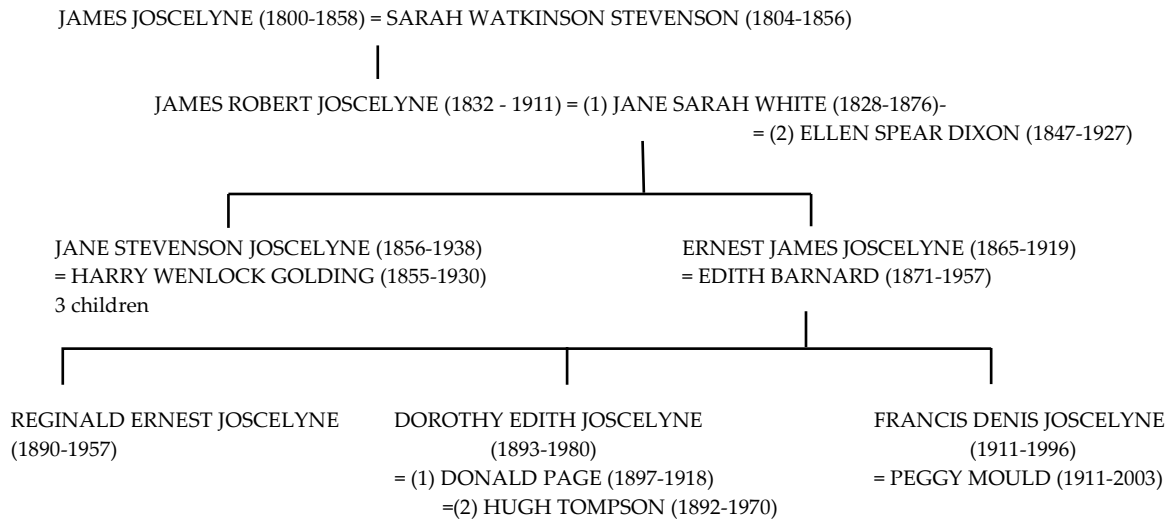 JAMES JOSCELYNE (1800-1858) = SARAH WATKINSON STEVENSON (1804-1856)
JAMES ROBERT JOSCELYNE (1832 - 1911) = (1) JANE SARAH WHITE (1828-1876)-
= (2) ELLEN SPEAR DIXON (1847-1927)
JANE STEVENSON JOSCELYNE (1856-1938)
= HARRY WENLOCK GOLDING (1855-1930)
3 children
ERNEST JAMES JOSCELYNE (1865-1919)
= EDITH BARNARD (1871-1957)
REGINALD ERNEST JOSCELYNE
(1890-1957)
DOROTHY EDITH JOSCELYNE
(1893-1980)
= (1) DONALD PAGE (1897-1918)
=(2) HUGH TOMPSON (1892-1970)
FRANCIS DENIS JOSCELYNE
(1911-1996)
= PEGGY MOULD (1911-2003)